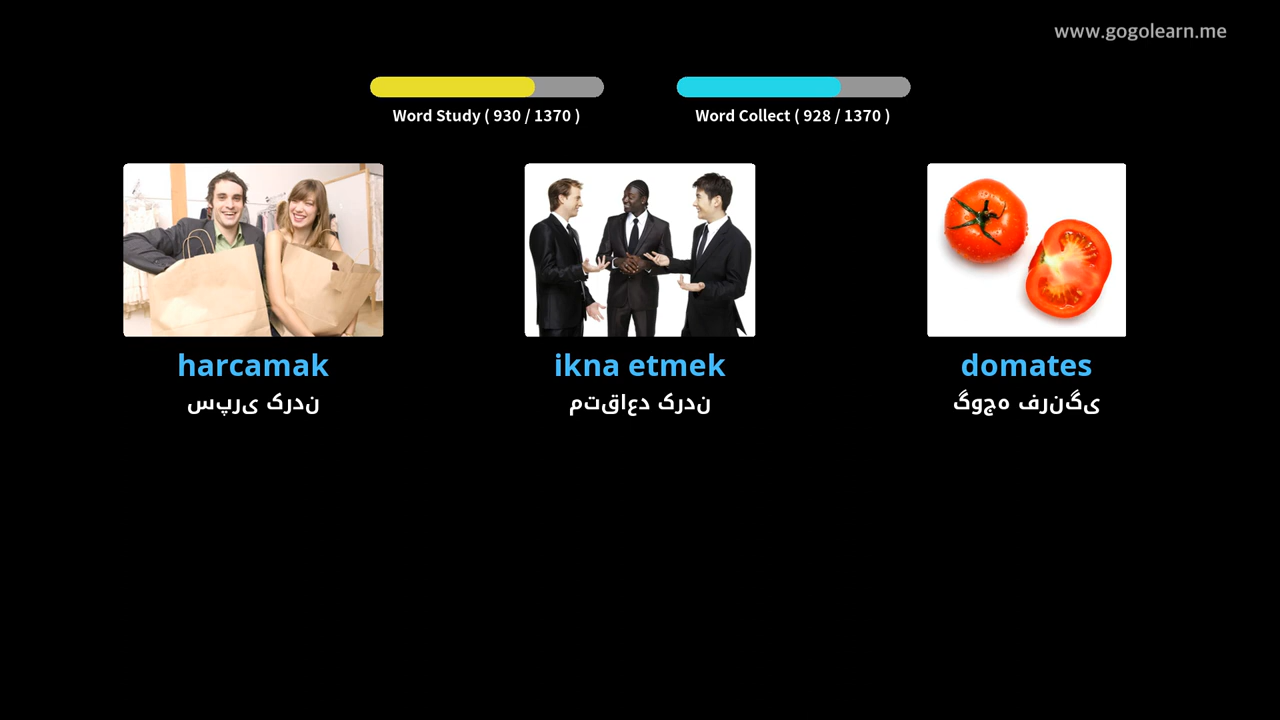 www.gogolearn.me
Word Study ( 930 / 1370 )
Word Collect ( 928 / 1370 )
harcamak
سپری کردن
ikna etmek
متقاعد کردن
domates
گوجه فرنگی